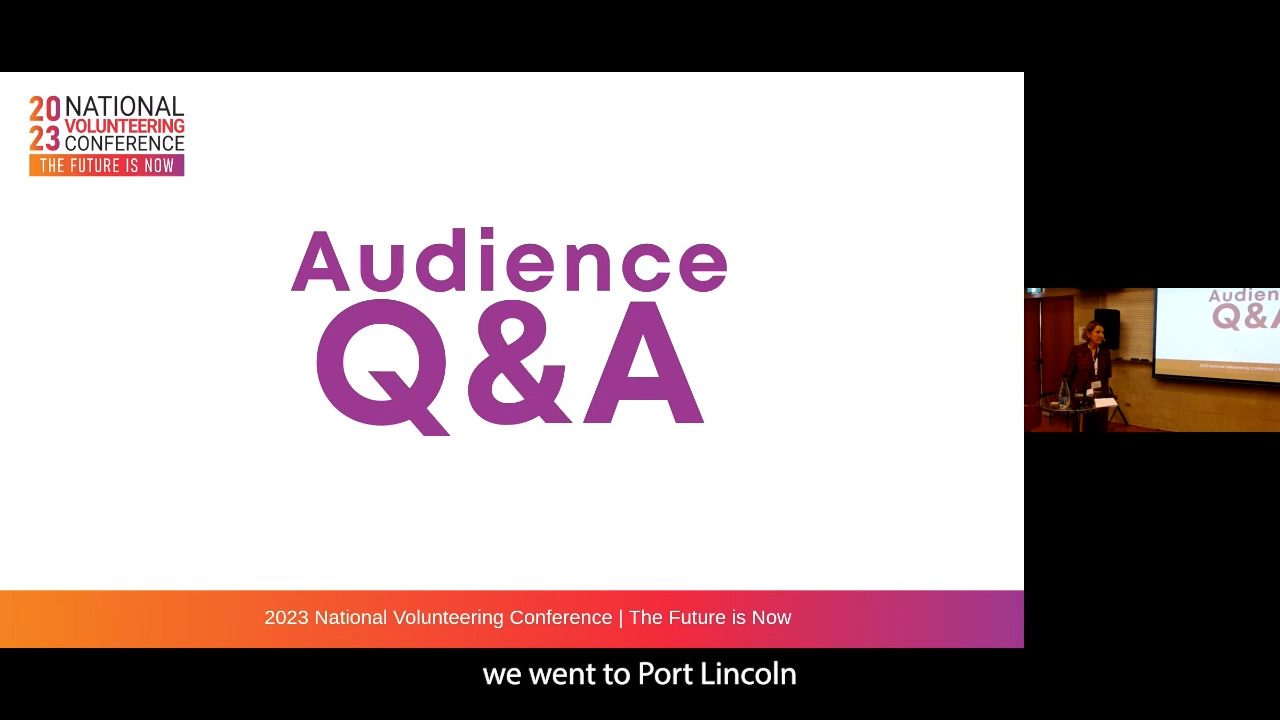 20 NATIONAL
VOLUNTEERING
23 CONFERENCE
THE FUTURE IS NOW
Audience
Q&A
2023 National Volunteering Conference | The Future is Now
Audien
Q&A
we went to Port Lincoln